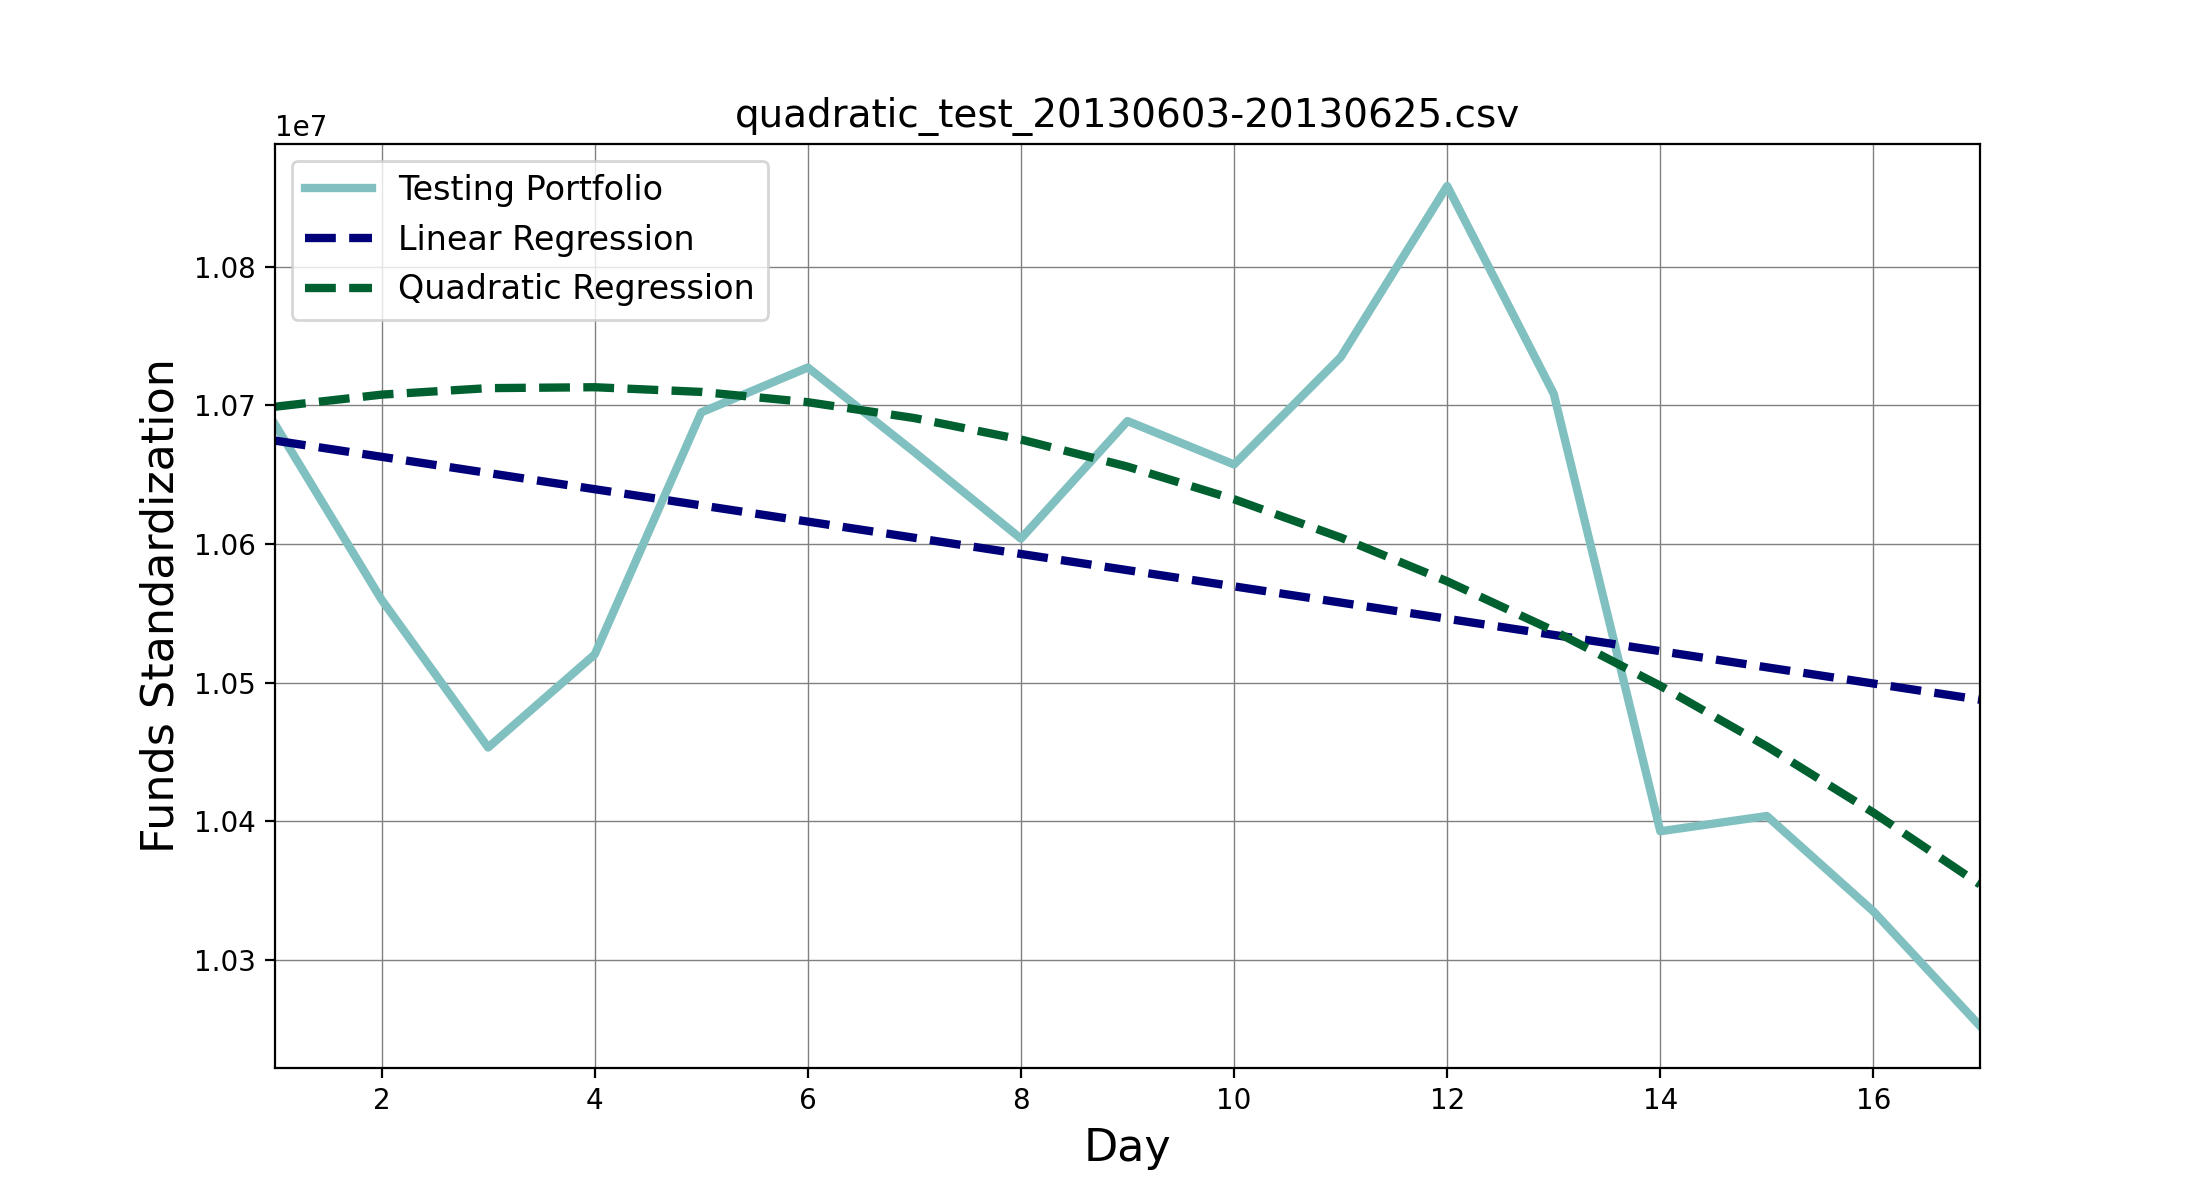 quadratic_test_20130603-20130625.csv
1e7
Testing Portfolio
Linear Regression
Quadratic Regression
Funds Standardization
1.08
1.07
1.06
1.05
1.04
1.03
2 4 6 8 10 12 14 16
Day